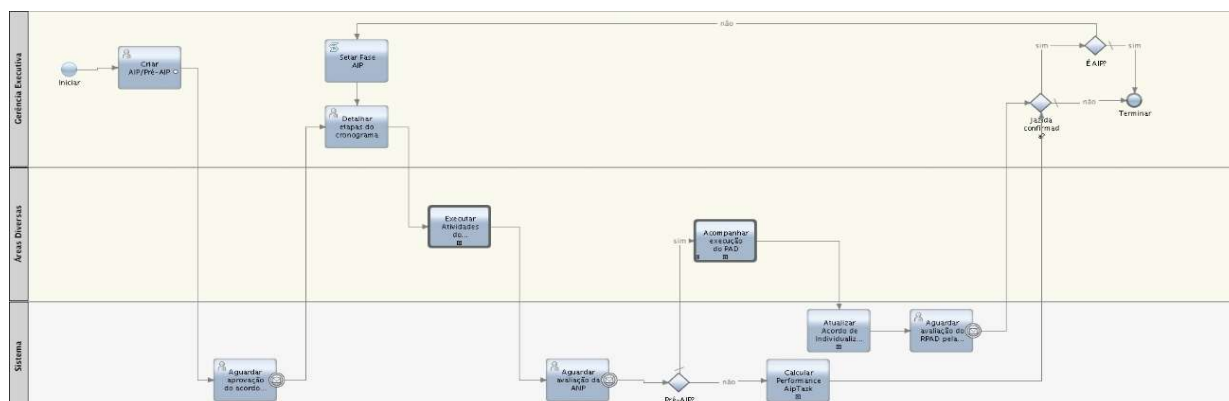 Gerência Executiva
Iniciar
Criar
AIP/Pré-AIP
não
Setar Fase
AIP
Detalhar
etapas do
cronograma
sim
É AIP?
sim
Jazida
confirmad
não
Terminar
Áreas Diversas
Executar
Atividades
do...
sim
Acompanhar
execução
do PAD
Sistema
Aguardar
aprovação
do acordo...
Aguardar
avaliação da
ANP
Pré-AIP?
não
Calcular
Performance
AipTask
Atualizar
Acordo de
Individualiz...
Aguardar
avaliação do
RPAD pela...